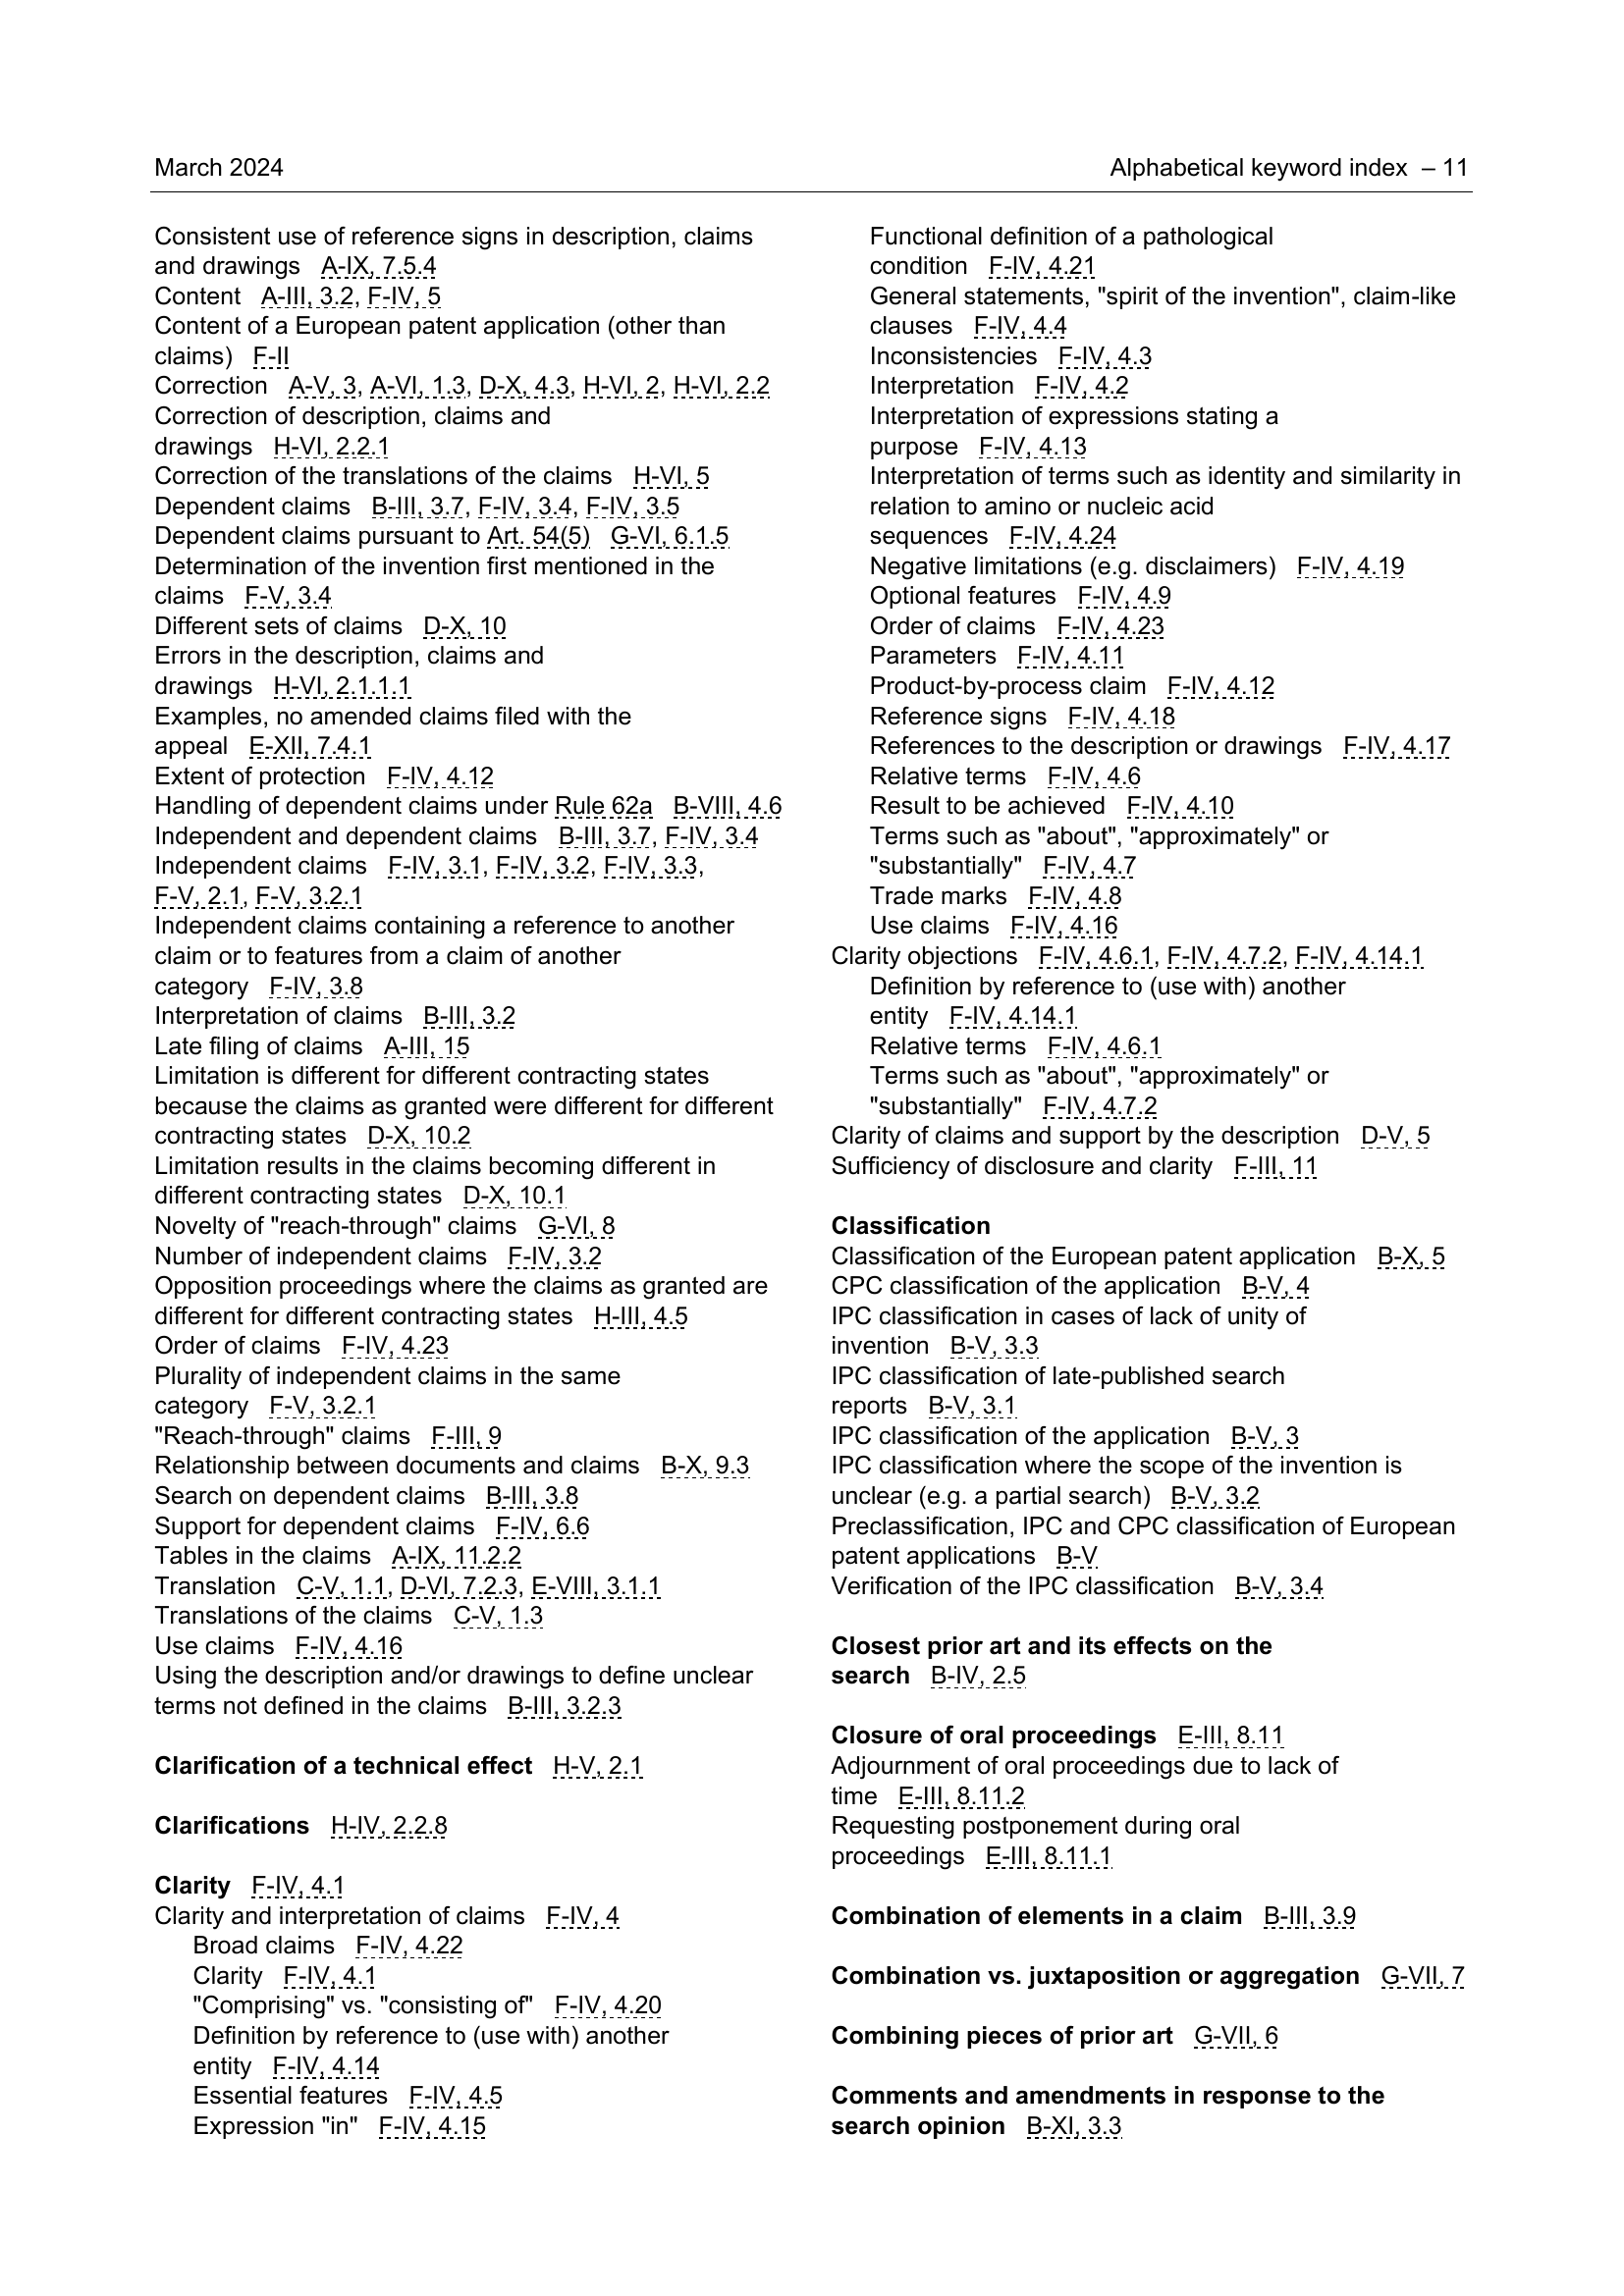 March 2024
Alphabetical keyword index – 11
Consistent use of reference signs in description, claims
and drawings A-IX, 7.5.4
Content A-III, 3.2, F-IV, 5
Content of a European patent application (other than
claims) F-II
Correction A-V, 3, A-VI, 1.3, D-X, 4.3, H-VI, 2, H-VI, 2.2
Correction of description, claims and
drawings H-VI, 2.2.1
Correction of the translations of the claims H-VI, 5
Dependent claims B-III, 3.7, F-IV, 3.4, F-IV, 3.5
Dependent claims pursuant to Art. 54(5) G-VI, 6.1.5
Determination of the invention first mentioned in the
claims F-V, 3.4
Different sets of claims D-X, 10
Errors in the description, claims and
drawings H-VI, 2.1.1.1
Examples, no amended claims filed with the
appeal E-XII, 7.4.1
Extent of protection F-IV, 4.12
Handling of dependent claims under Rule 62a B-VIII, 4.6
Independent and dependent claims B-III, 3.7, F-IV, 3.4
Independent claims F-IV, 3.1, F-IV, 3.2, F-IV, 3.3,
F-V, 2.1, F-V, 3.2.1
Independent claims containing a reference to another
claim or to features from a claim of another
category F-IV, 3.8
Interpretation of claims B-III, 3.2
Late filing of claims A-III, 15
Limitation is different for different contracting states
because the claims as granted were different for different
contracting states D-X, 10.2
Limitation results in the claims becoming different in
different contracting states D-X, 10.1
Novelty of "reach-through" claims G-VI, 8
Number of independent claims F-IV, 3.2
Opposition proceedings where the claims as granted are
different for different contracting states H-III, 4.5
Order of claims F-IV, 4.23
Plurality of independent claims in the same
category F-V, 3.2.1
"Reach-through" claims F-III, 9
Relationship between documents and claims B-X, 9.3
Search on dependent claims B-III, 3.8
Support for dependent claims F-IV, 6.6
Tables in the claims A-IX, 11.2.2
Translation C-V, 1.1, D-VI, 7.2.3, E-VIII, 3.1.1
Translations of the claims C-V, 1.3
Use claims F-IV, 4.16
Using the description and/or drawings to define unclear
terms not defined in the claims B-III, 3.2.3
Clarification of a technical effect H-V, 2.1
Clarifications H-IV, 2.2.8
Clarity F-IV, 4.1
Clarity and interpretation of claims F-IV, 4
Broad claims F-IV, 4.22
Clarity F-IV, 4.1
"Comprising" vs. "consisting of" F-IV, 4.20
Definition by reference to (use with) another
entity F-IV, 4.14
Essential features F-IV, 4.5
Expression "in" F-IV, 4.15
Functional definition of a pathological
condition F-IV, 4.21
General statements, "spirit of the invention", claim-like
clauses F-IV, 4.4
Inconsistencies F-IV, 4.3
Interpretation F-IV, 4.2
Interpretation of expressions stating a
purpose F-IV, 4.13
Interpretation of terms such as identity and similarity in
relation to amino or nucleic acid
sequences F-IV, 4.24
Negative limitations (e.g. disclaimers) F-IV, 4.19
Optional features F-IV, 4.9
Order of claims F-IV, 4.23
Parameters F-IV, 4.11
Product-by-process claim F-IV, 4.12
Reference signs F-IV, 4.18
References to the description or drawings F-IV, 4.17
Relative terms F-IV, 4.6
Result to be achieved F-IV, 4.10
Terms such as "about", "approximately" or
"substantially" F-IV, 4.7
Trade marks F-IV, 4.8
Use claims F-IV, 4.16
Clarity objections F-IV, 4.6.1, F-IV, 4.7.2, F-IV, 4.14.1
Definition by reference to (use with) another
entity F-IV, 4.14.1
Relative terms F-IV, 4.6.1
Terms such as "about", "approximately" or
"substantially" F-IV, 4.7.2
Clarity of claims and support by the description D-V, 5
Sufficiency of disclosure and clarity F-III, 11
Classification
Classification of the European patent application B-X, 5
CPC classification of the application B-V, 4
IPC classification in cases of lack of unity of
invention B-V, 3.3
IPC classification of late-published search
reports B-V, 3.1
IPC classification of the application B-V, 3
IPC classification where the scope of the invention is
unclear (e.g. a partial search) B-V, 3.2
Preclassification, IPC and CPC classification of European
patent applications B-V
Verification of the IPC classification B-V, 3.4
Closest prior art and its effects on the
search B-IV, 2.5
Closure of oral proceedings E-III, 8.11
Adjournment of oral proceedings due to lack of
time E-III, 8.11.2
Requesting postponement during oral
proceedings E-III, 8.11.1
Combination of elements in a claim B-III, 3.9
Combination vs. juxtaposition or aggregation G-VII, 7
Combining pieces of prior art G-VII, 6
Comments and amendments in response to the
search opinion B-XI, 3.3